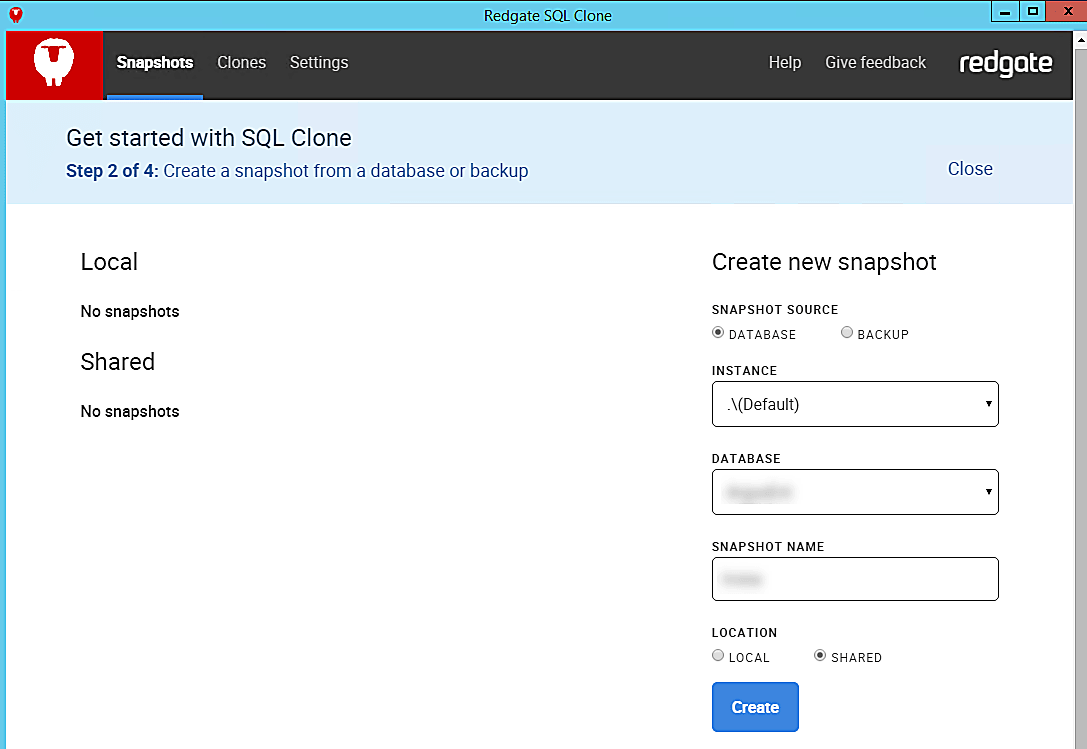 Redgate SQL Clone
Snapshots Clones Settings Help Give feedback redgate
Get started with SQL Clone
Step 2 of 4: Create a snapshot from a database or backup
Close
Local
No snapshots
Shared
No snapshots
Create new snapshot
SNAPSHOT SOURCE
DATABASE BACKUP
INSTANCE
.\(Default)
DATABASE
SNAPSHOT NAME
LOCATION
LOCAL SHARED
Create